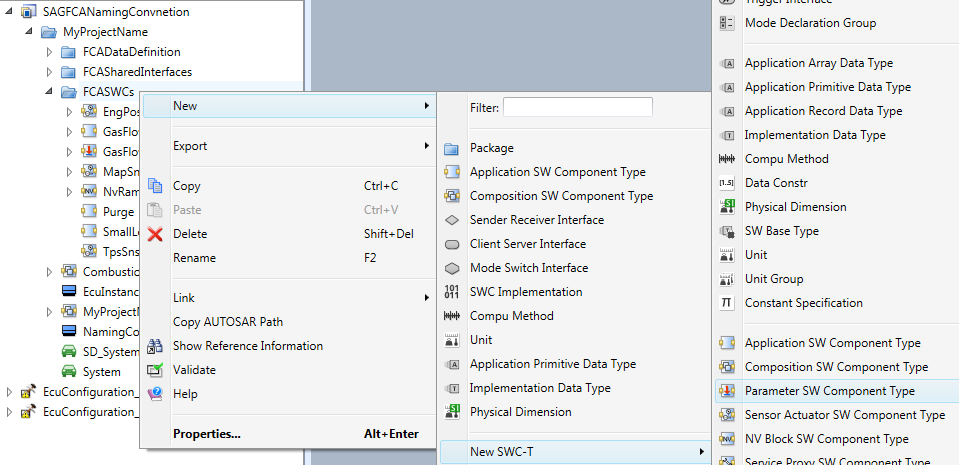 SAGFCANamingConvnetion
MyProjectName
FCADataDefinition
FCASharedInterfaces
FCASWCs
EngPos
GasFlo
GasFlo
MapSn
NvRam
Purge
SmallLe
TpsSns
Combustio
EcuInstanc
MyProjectN
NamingCo
SD_System
System
EcuConfiguration_
EcuConfiguration_
New
Export
Copy Ctrl+C
Paste Ctrl+V
Delete Shift+Del
Rename F2
Link
Copy AUTOSAR Path
Show Reference Information
Validate
Help
Properties... Alt+Enter
Filter:
Package
Application SW Component Type
Composition SW Component Type
Sender Receiver Interface
Client Server Interface
Mode Switch Interface
SWC Implementation
Compu Method
Unit
Application Primitive Data Type
Implementation Data Type
Physical Dimension
New SWC-T
Trigger Interface
Mode Declaration Group
Application Array Data Type
Application Primitive Data Type
Application Record Data Type
Implementation Data Type
Compu Method
Data Constr
Physical Dimension
SW Base Type
Unit
Unit Group
Constant Specification
Application SW Component Type
Composition SW Component Type
Parameter SW Component Type
Sensor Actuator SW Component Type
NV Block SW Component Type
Service Proxy SW Component Type